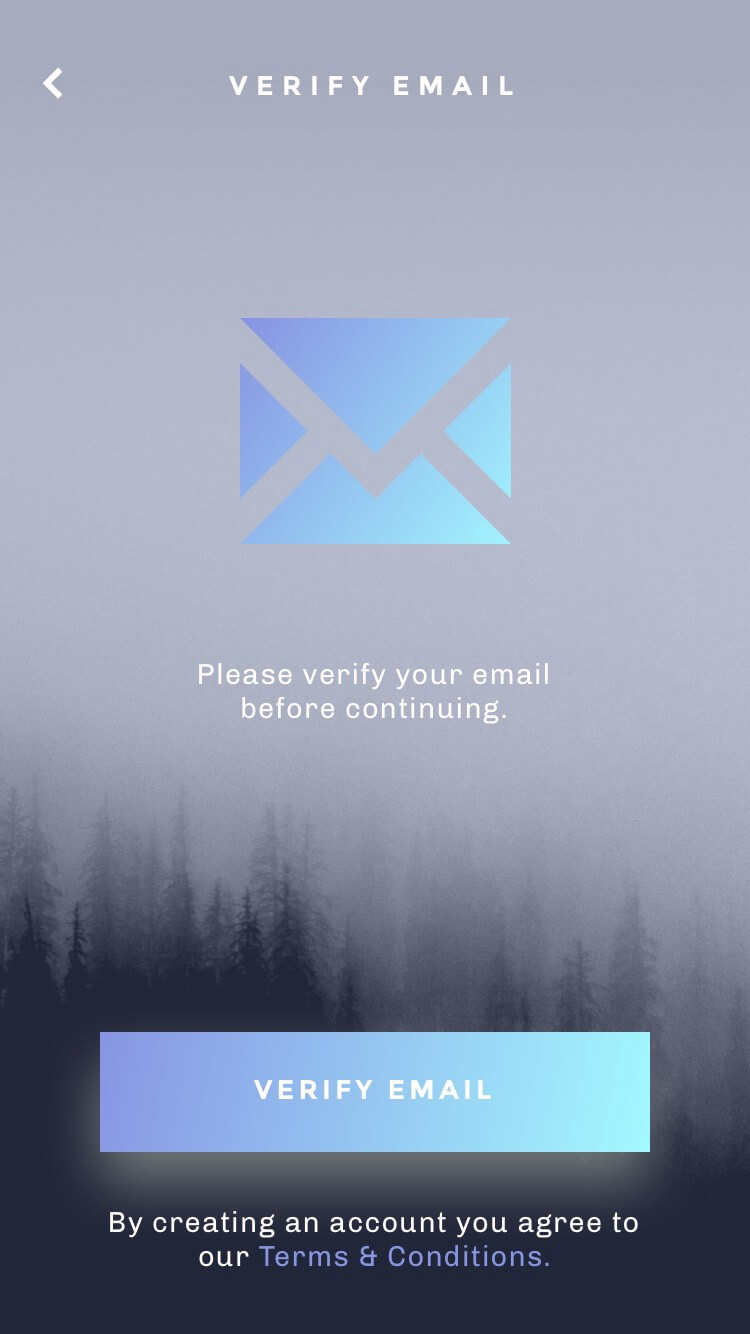 VERIFY EMAIL
Please verify your email
before continuing.
VERIFY EMAIL
By creating an account you agree to
our Terms & Conditions.